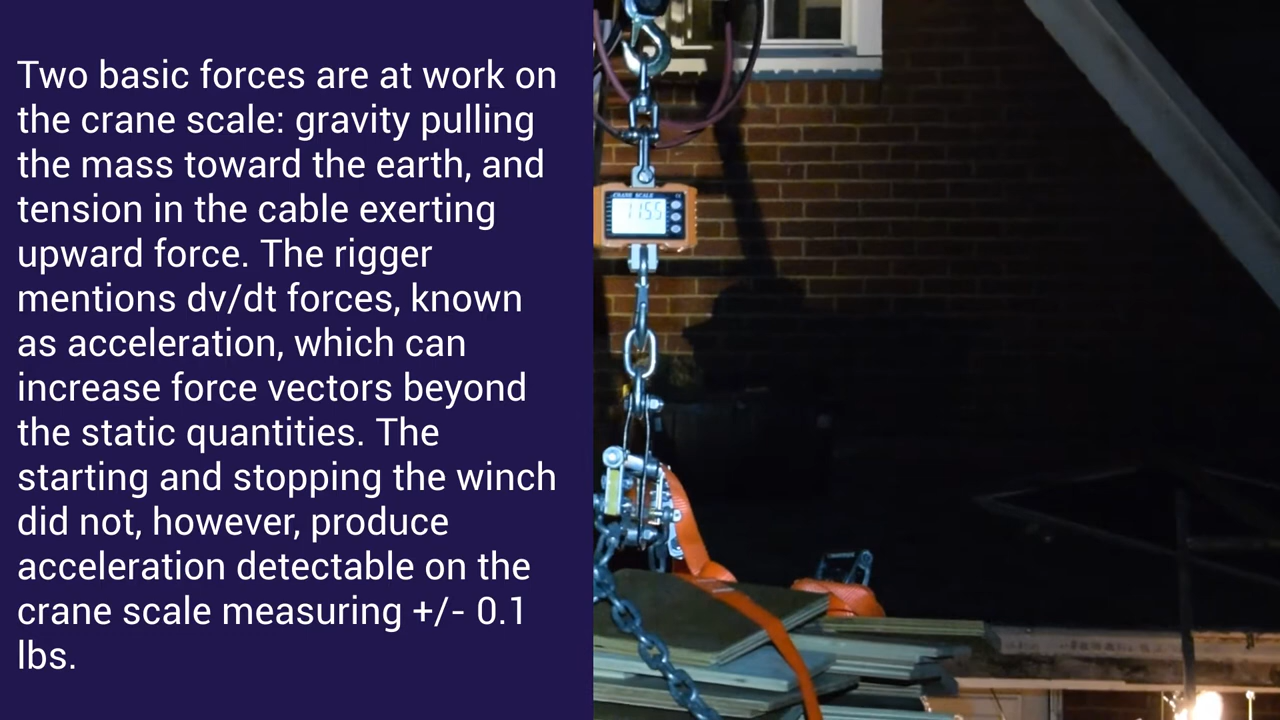 Two basic forces are at work on
the crane scale: gravity pulling
the mass toward the earth, and
tension in the cable exerting
upward force. The rigger
mentions dv/dt forces, known
as acceleration, which can
increase force vectors beyond
the static quantities. The
starting and stopping the winch
did not, however, produce
acceleration detectable on the
crane scale measuring +/- 0.1
lbs.
CRANE SCALE
1155